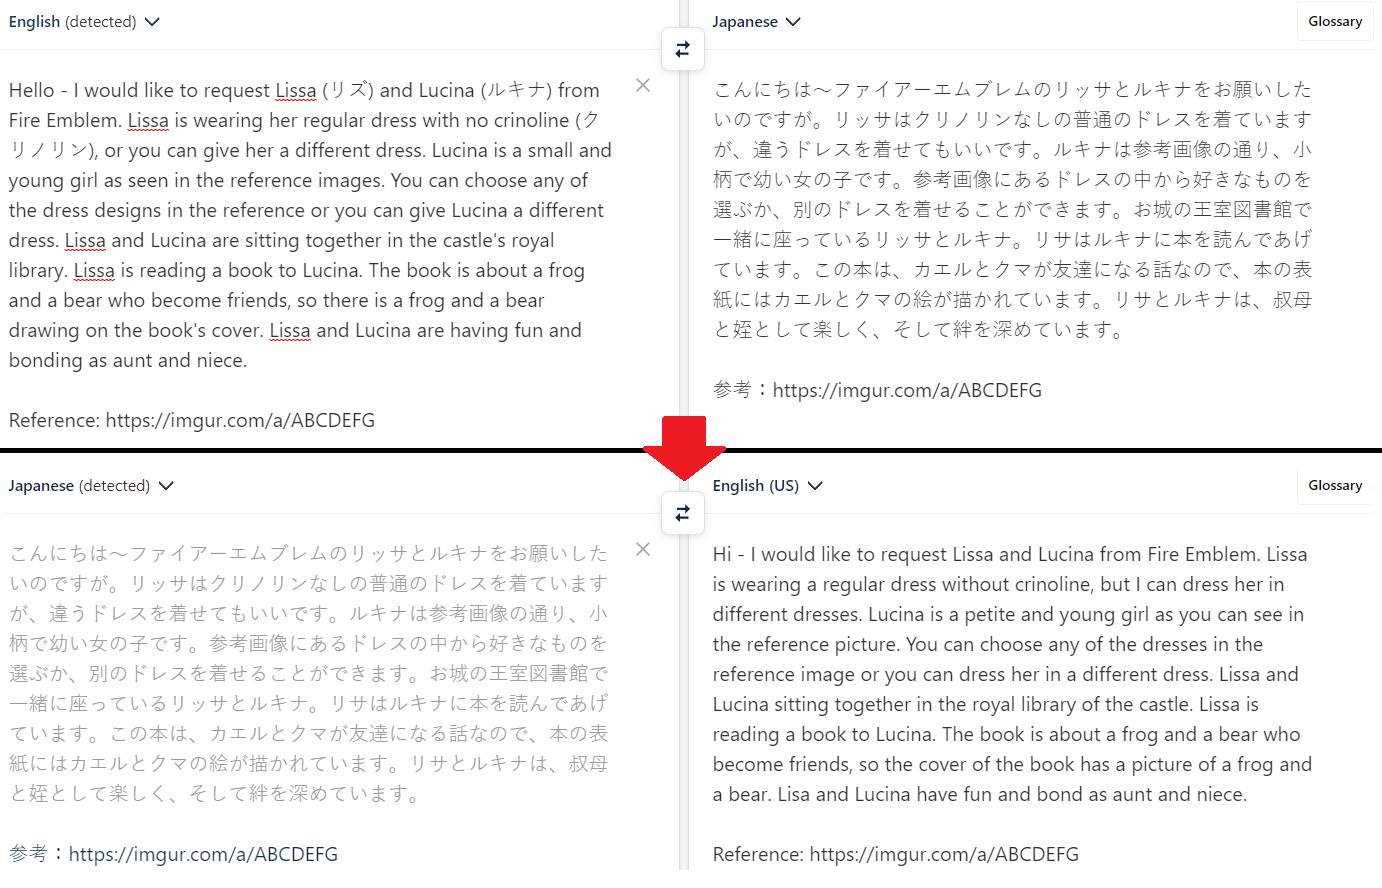 English (detected)
Japanese
Glossary
Hello - I would like to request Lissa (リズ) and Lucina (ルキナ) from
Fire Emblem. Lissa is wearing her regular dress with no crinoline (ク
リノリン), or you can give her a different dress. Lucina is a small and
young girl as seen in the reference images. You can choose any of
the dress designs in the reference or you can give Lucina a different
dress. Lissa and Lucina are sitting together in the castle's royal
library. Lissa is reading a book to Lucina. The book is about a frog
and a bear who become friends, so there is a frog and a bear
drawing on the book's cover. Lissa and Lucina are having fun and
bonding as aunt and niece.
Reference: https://imgur.com/a/ABCDEFG
こんにちは～ファイアーエムブレムのリッサとルキナをお願いした
いのですが。リッサはクリノリンなしの普通のドレスを着ています
が、違うドレスを着せてもいいです。ルキナは参考画像の通り、小
柄で幼い女の子です。参考画像にあるドレスの中から好きなものを
選ぶか、別のドレスを着せることができます。お城の王室図書館で
一緒に座っているリッサとルキナ。リサはルキナに本を読んであげ
ています。この本は、カエルとクマが友達になる話なので、本の表
紙にはカエルとクマの絵が描かれています。リサとルキナは、叔母
と姪として楽しく、そして絆を深めています。
参考：https://imgur.com/a/ABCDEFG
Japanese (detected)
English (US)
Glossary
こんにちは～ファイアーエムブレムのリッサとルキナをお願いした
いのですが。リッサはクリノリンなしの普通のドレスを着ています
が、違うドレスを着せてもいいです。ルキナは参考画像の通り、小
柄で幼い女の子です。参考画像にあるドレスの中から好きなものを
選ぶか、別のドレスを着せることができます。お城の王室図書館で
一緒に座っているリッサとルキナ。リサはルキナに本を読んであげ
ています。この本は、カエルとクマが友達になる話なので、本の表
紙にはカエルとクマの絵が描かれています。リサとルキナは、叔母
と姪として楽しく、そして絆を深めています。
参考：https://imgur.com/a/ABCDEFG
Hi - I would like to request Lissa and Lucina from Fire Emblem. Lissa
is wearing a regular dress without crinoline, but I can dress her in
different dresses. Lucina is a petite and young girl as you can see in
the reference picture. You can choose any of the dresses in the
reference image or you can dress her in a different dress. Lissa and
Lucina sitting together in the royal library of the castle. Lissa is
reading a book to Lucina. The book is about a frog and a bear who
become friends, so the cover of the book has a picture of a frog and
a bear. Lisa and Lucina have fun and bond as aunt and niece.
Reference: https://imgur.com/a/ABCDEFG